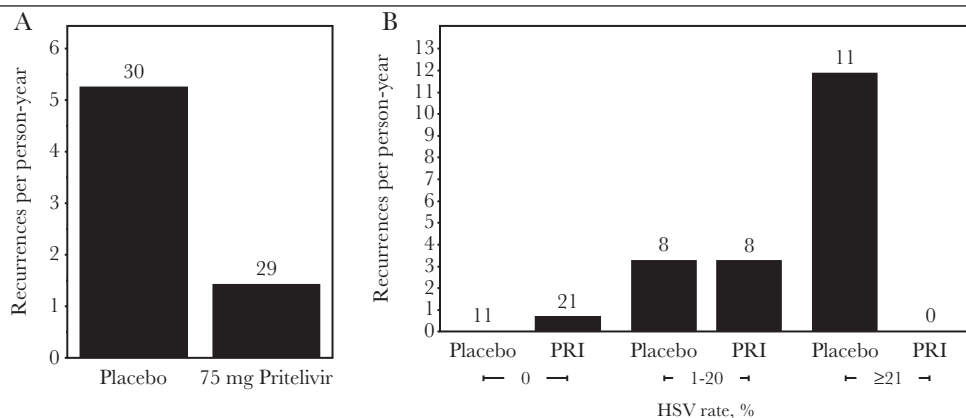 A
Recurrences per person-year
6
5
4
3
2
1
0
30
29
Placebo
75 mg Pritelivir
B
Recurrences per person-year
13
12
11
10
9
8
7
6
5
4
3
2
1
0
11
21
8
8
11
0
Placebo
PRI
Placebo
PRI
Placebo
PRI
0
1-20
≥21
HSV rate, %